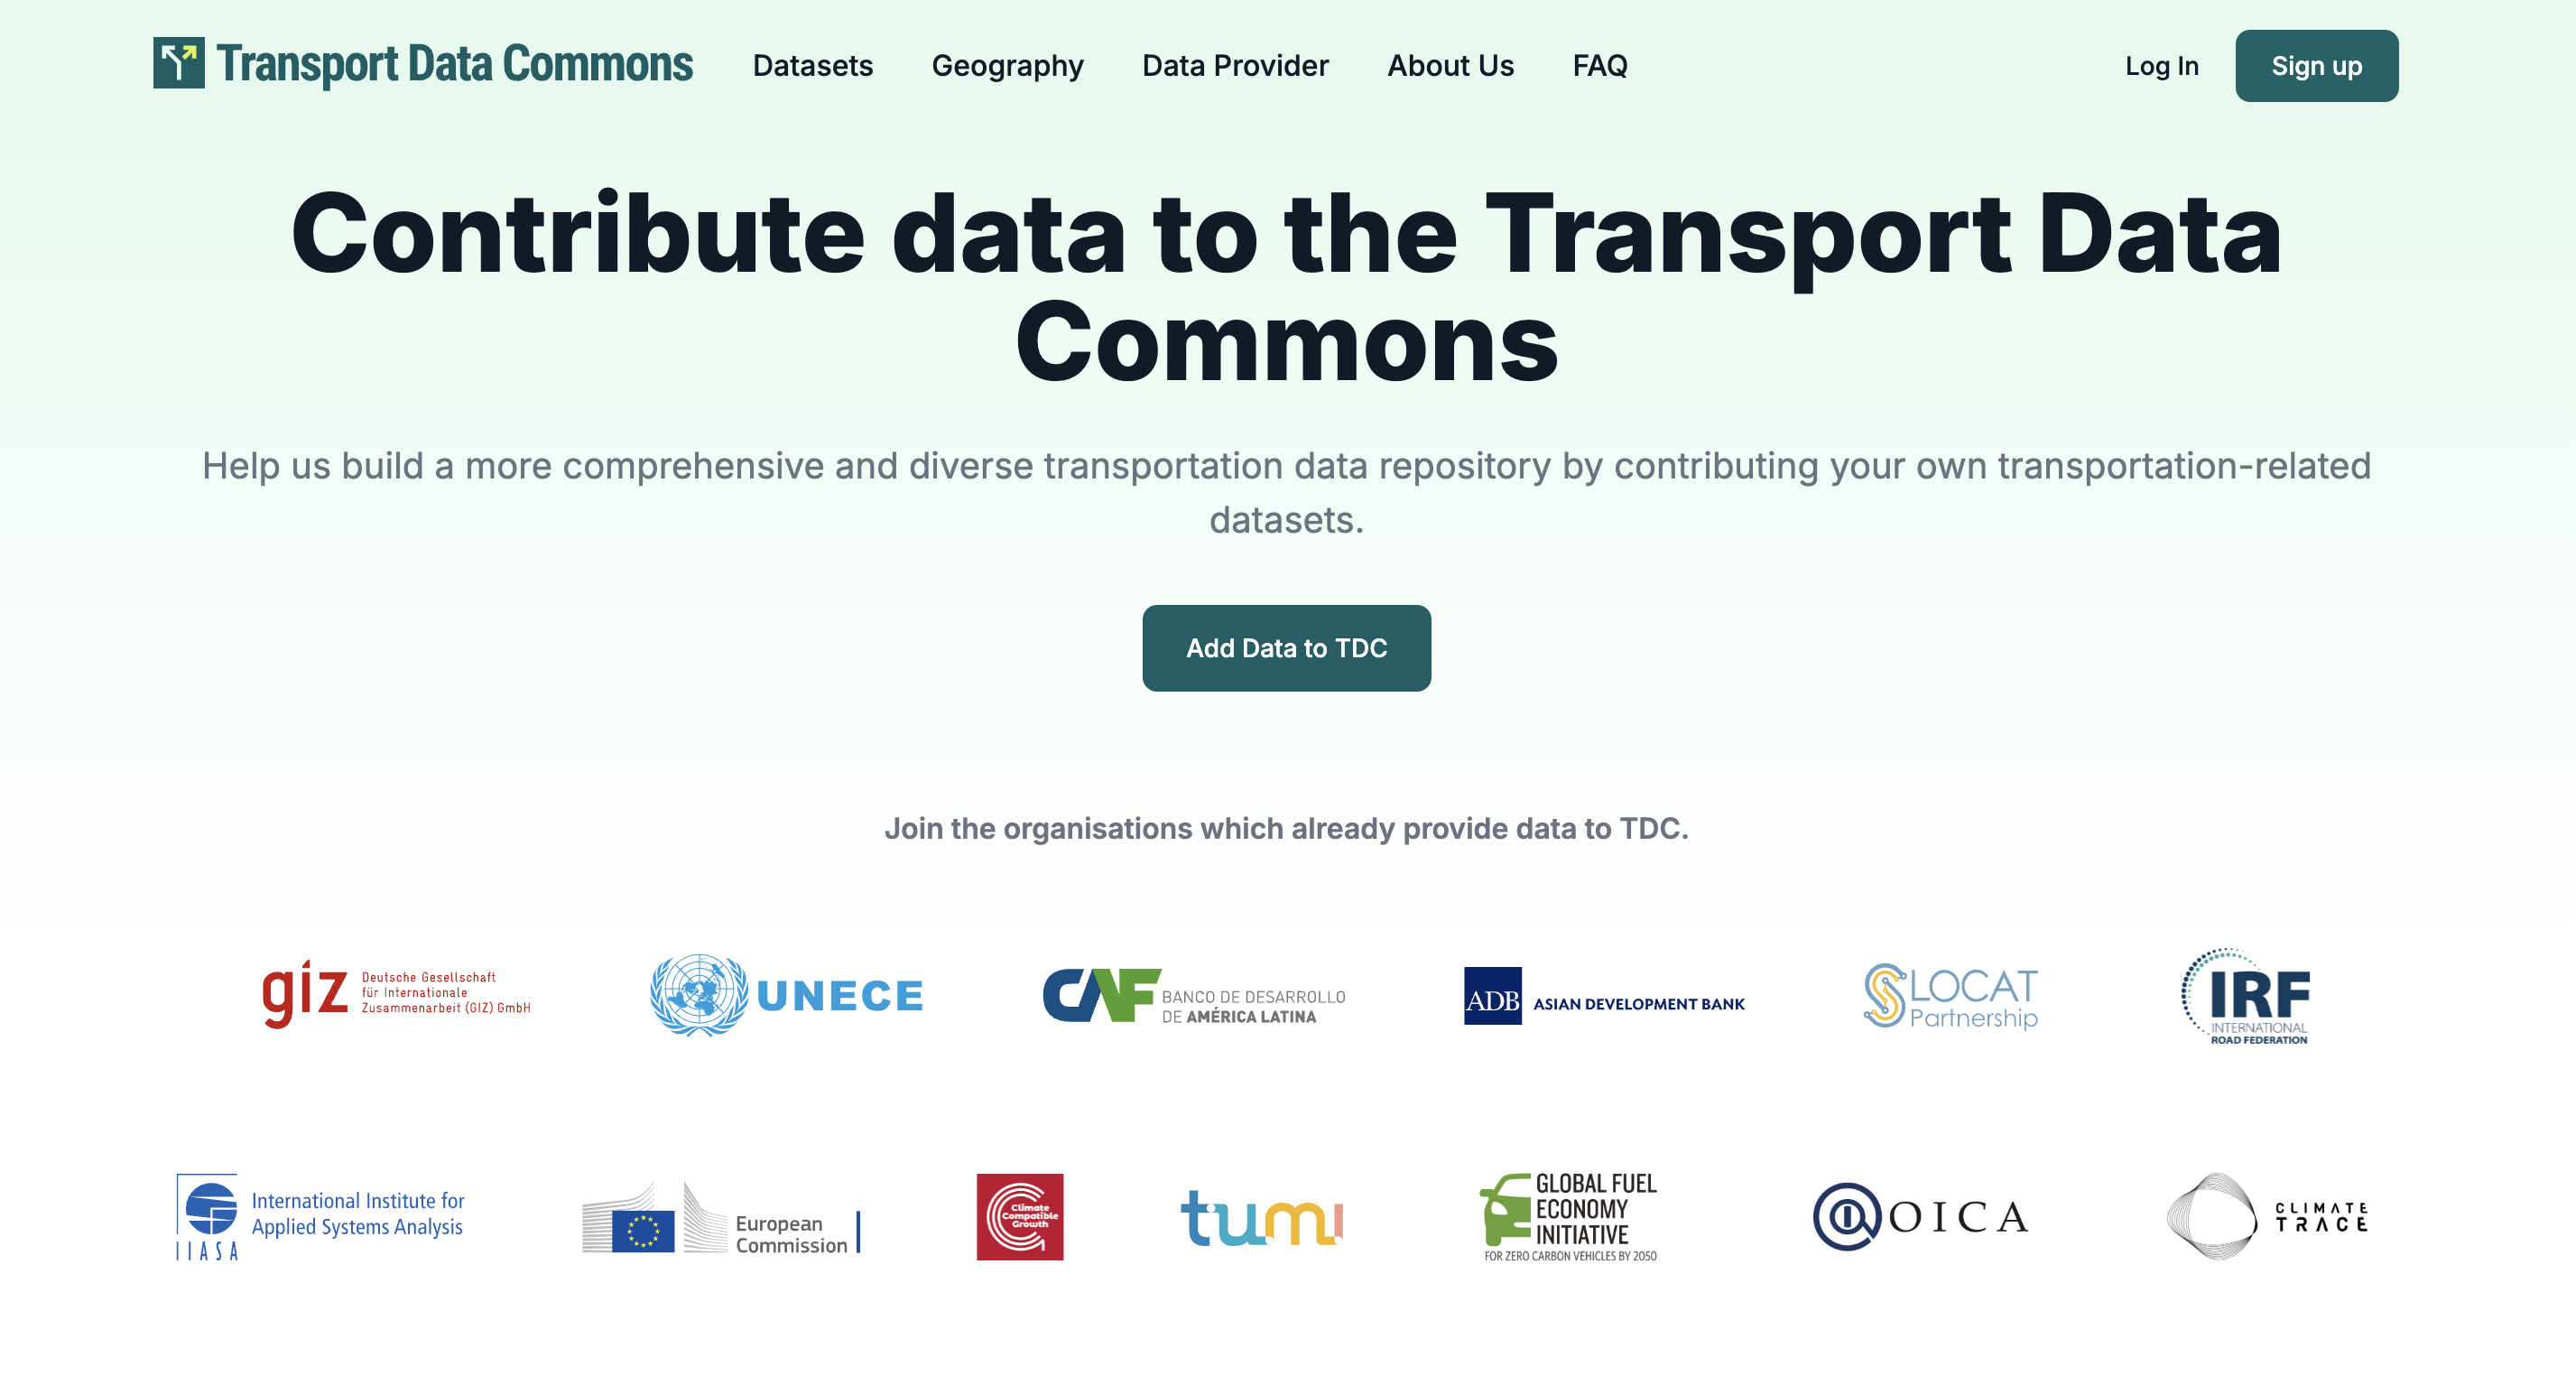 Transport Data Commons
Datasets
Geography
Data Provider
About Us
FAQ
Log In
Sign up
Contribute data to the Transport Data
Commons
Help us build a more comprehensive and diverse transportation data repository by contributing your own transportation-related
datasets.
Add Data to TDC
Join the organisations which already provide data to TDC.
giz
Deutsche Gesellschaft
für Internationale
Zusammenarbeit (GIZ) GmbH
UNECE
CAF
BANCO DE DESARROLLO
DE AMÉRICA LATINA
ADB
ASIAN DEVELOPMENT BANK
SLOCAT
Partnership
IRF
INTERNATIONAL
ROAD FEDERATION
IIASA
International Institute for
Applied Systems Analysis
European
Commission
Climate
Compatible
Growth
tumi
GLOBAL FUEL
ECONOMY
INITIATIVE
FOR ZERO CARBON VEHICLES BY 2050
OICA
CLIMATE
TRACE